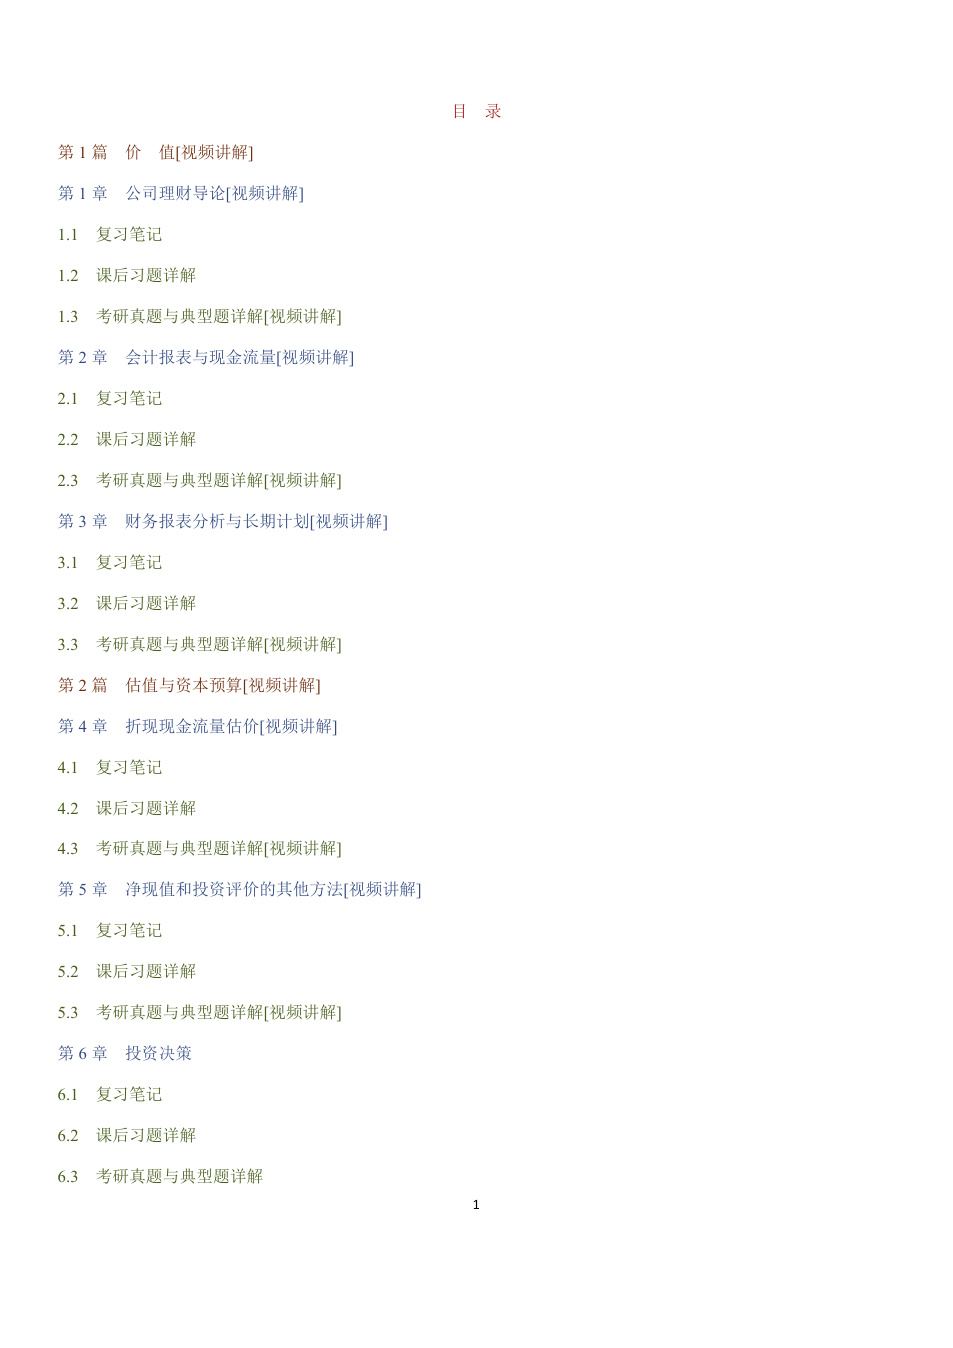 目　录
第 1 篇　价　值[视频讲解]
第 1 章　公司理财导论[视频讲解]
1.1　复习笔记
1.2　课后习题详解
1.3　考研真题与典型题详解[视频讲解]
第 2 章　会计报表与现金流量[视频讲解]
2.1　复习笔记
2.2　课后习题详解
2.3　考研真题与典型题详解[视频讲解]
第 3 章　财务报表分析与长期计划[视频讲解]
3.1　复习笔记
3.2　课后习题详解
3.3　考研真题与典型题详解[视频讲解]
第 2 篇　估值与资本预算[视频讲解]
第 4 章　折现现金流量估价[视频讲解]
4.1　复习笔记
4.2　课后习题详解
4.3　考研真题与典型题详解[视频讲解]
第 5 章　净现值和投资评价的其他方法[视频讲解]
5.1　复习笔记
5.2　课后习题详解
5.3　考研真题与典型题详解[视频讲解]
第 6 章　投资决策
6.1　复习笔记
6.2　课后习题详解
6.3　考研真题与典型题详解
1